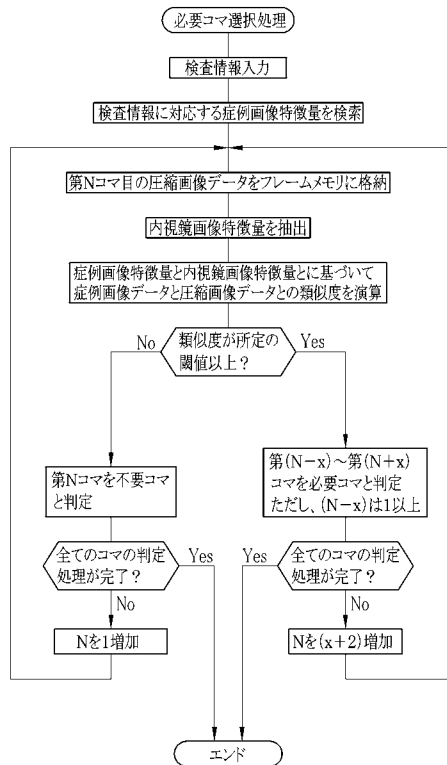 必要コマ選択処理
検査情報入力
検査情報に対応する症例画像特徴量を検索
第Nコマ目の圧縮画像データをフレームメモリに格納
内視鏡画像特徴量を抽出
症例画像特徴量と内視鏡画像特徴量とに基づいて
症例画像データと圧縮画像データとの類似度を演算
No
類似度が所定の
閾値以上?
Yes
第Nコマを不要コマ
と判定
第(N-x)~第(N+x)
コマを必要コマと判定
ただし、(N-x)は1以上
全てのコマの判定
処理が完了?
Yes
Yes
全てのコマの判定
処理が完了?
No
No
Nを1増加
Nを(x+2)増加
エンド